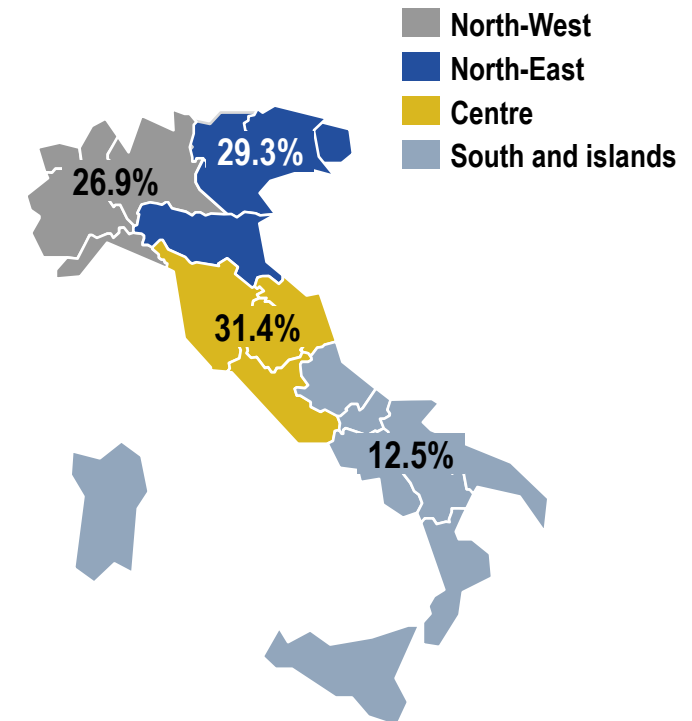 North-West
North-East
Centre
South and islands
29.3%
26.9%
31.4%
12.5%